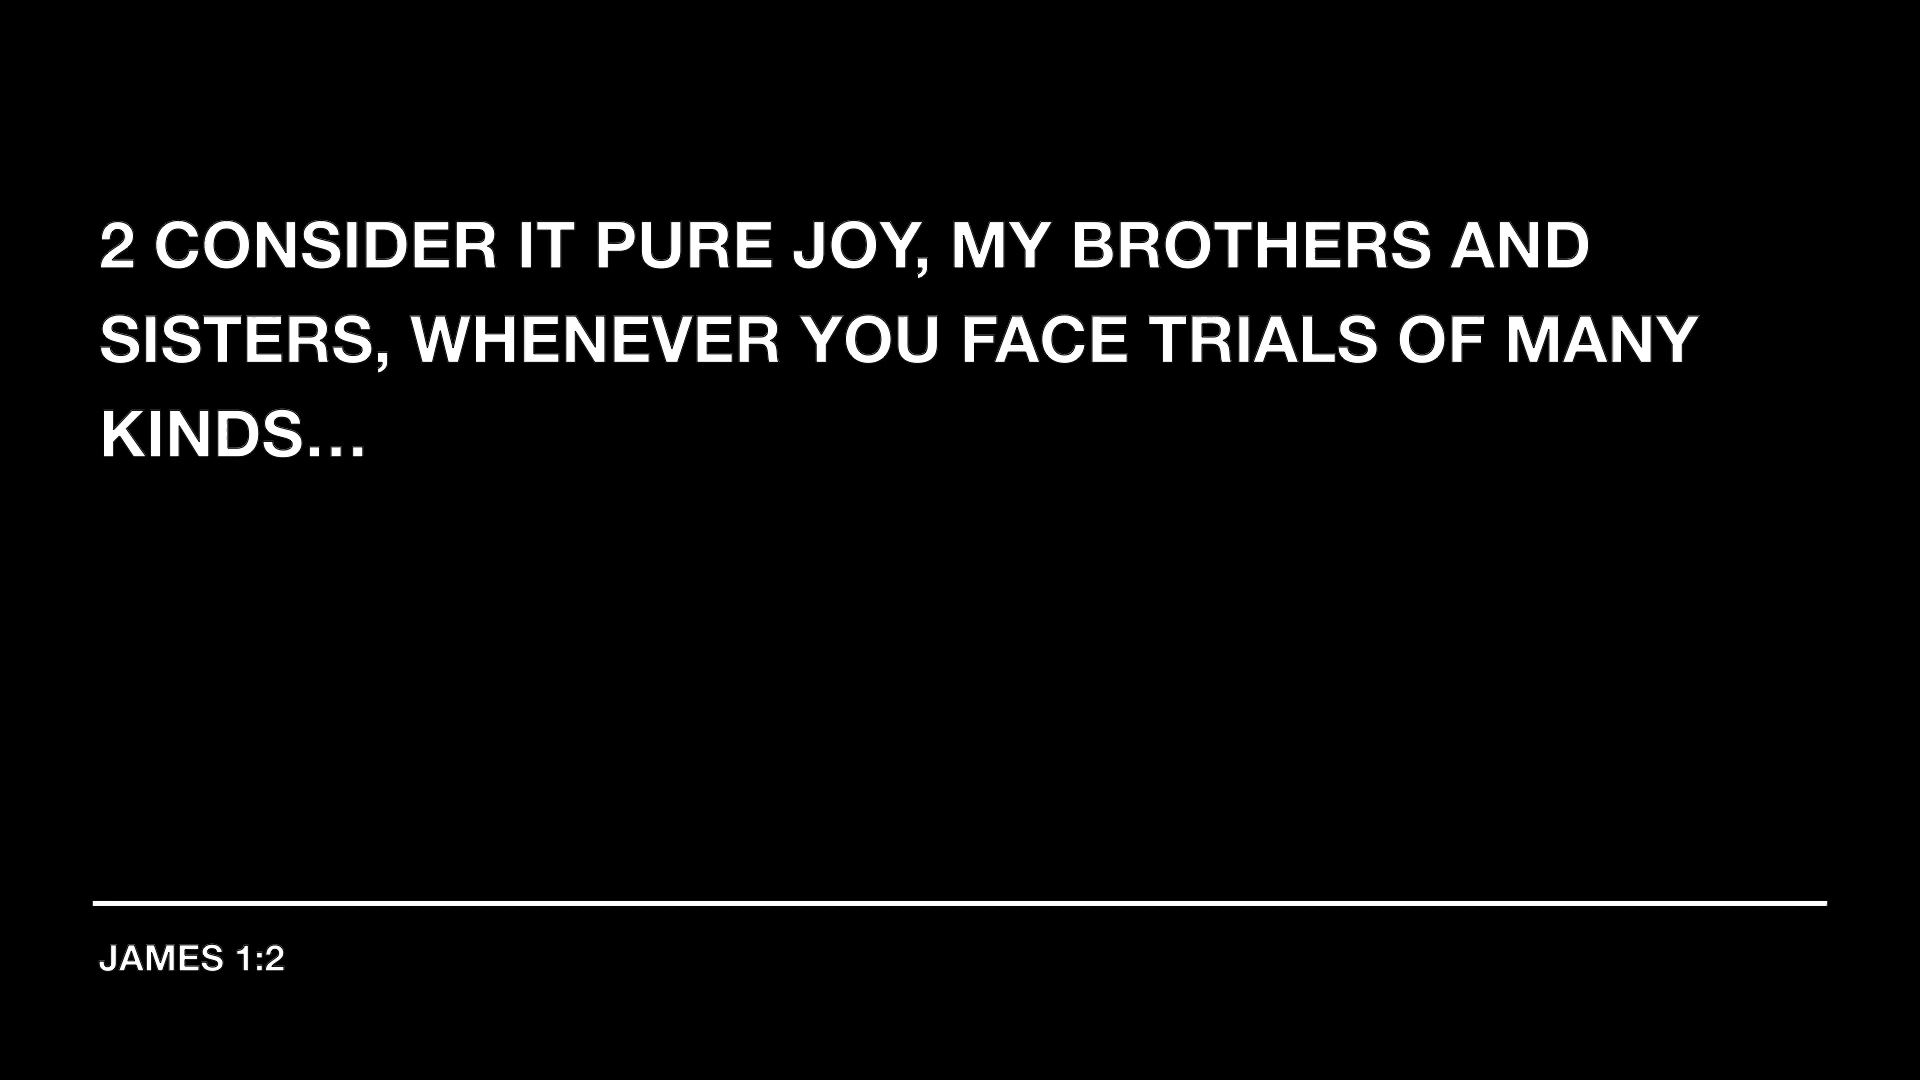 2 CONSIDER IT PURE JOY, MY BROTHERS AND
SISTERS, WHENEVER YOU FACE TRIALS OF MANY
KINDS…
JAMES 1:2